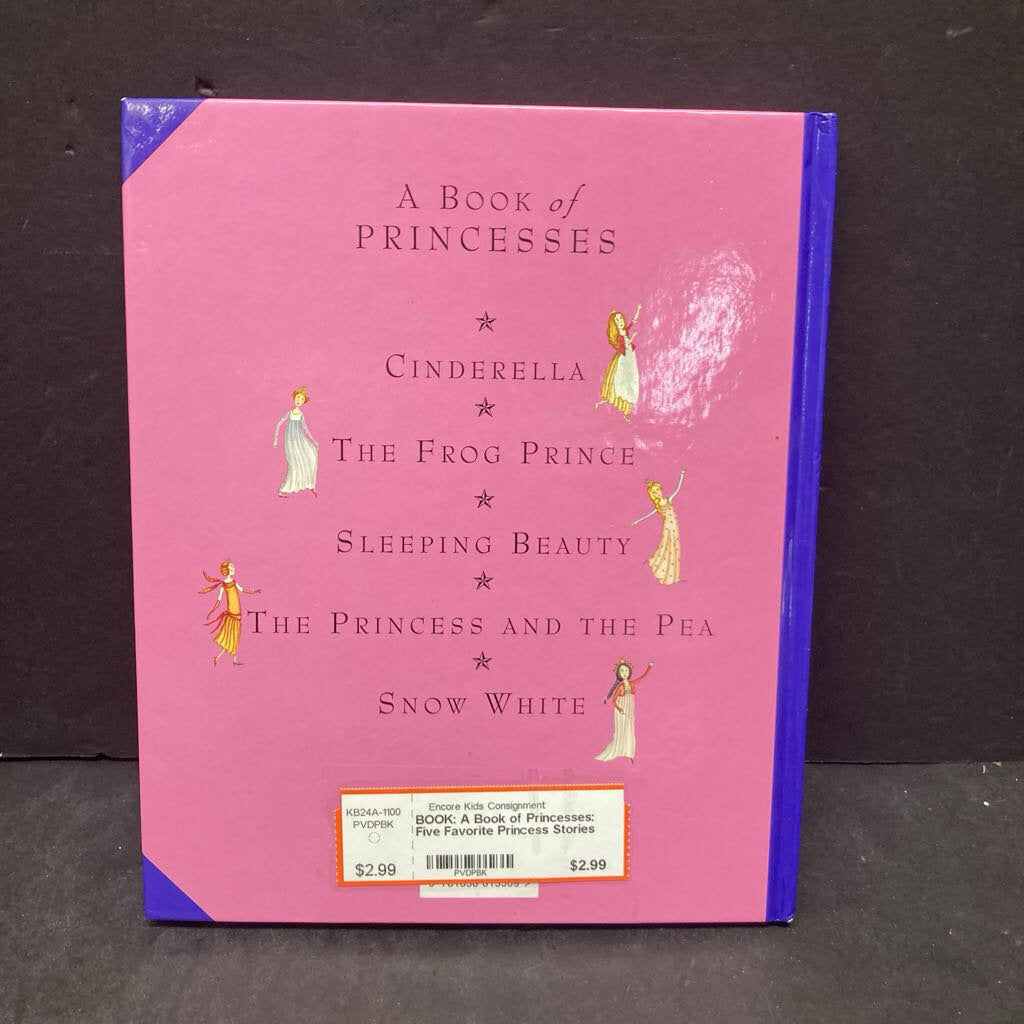 A BOOK of
PRINCESSES
CINDERELLA
THE FROG PRINCE
SLEEPING BEAUTY
THE PRINCESS AND THE PEA
SNOW WHITE
KB24A-1100
PVDPBK
$2.99
Encore Kids Consignment
BOOK: A Book of Princesses:
Five Favorite Princess Stories
PVDPBK
$2.99